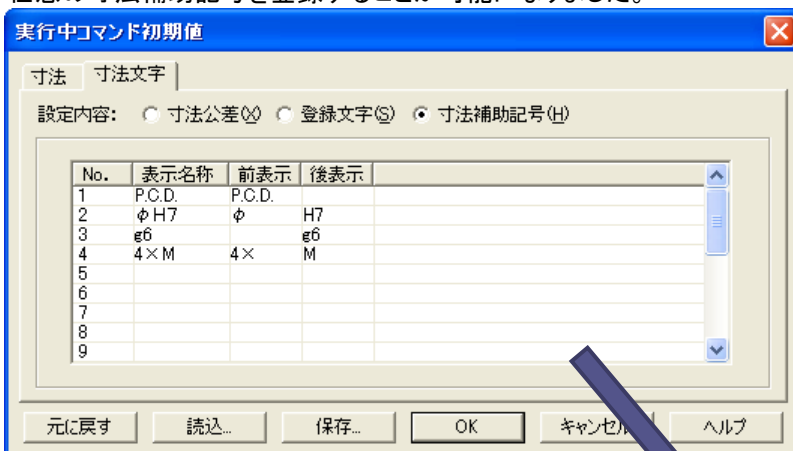 任意の寸法補助記号を登録することが可能になりました。
実行中コマンド初期値
寸法 寸法文字
設定内容: 寸法公差(X) 登録文字(S) 寸法補助記号(H)
No. 表示名称 前表示 後表示
1 P.C.D. P.C.D.
2 φH7 φ H7
3 g6 g6
4 4×M 4× M
5
6
7
8
9
元に戻す 読込... 保存... OK キャンセル ヘルプ